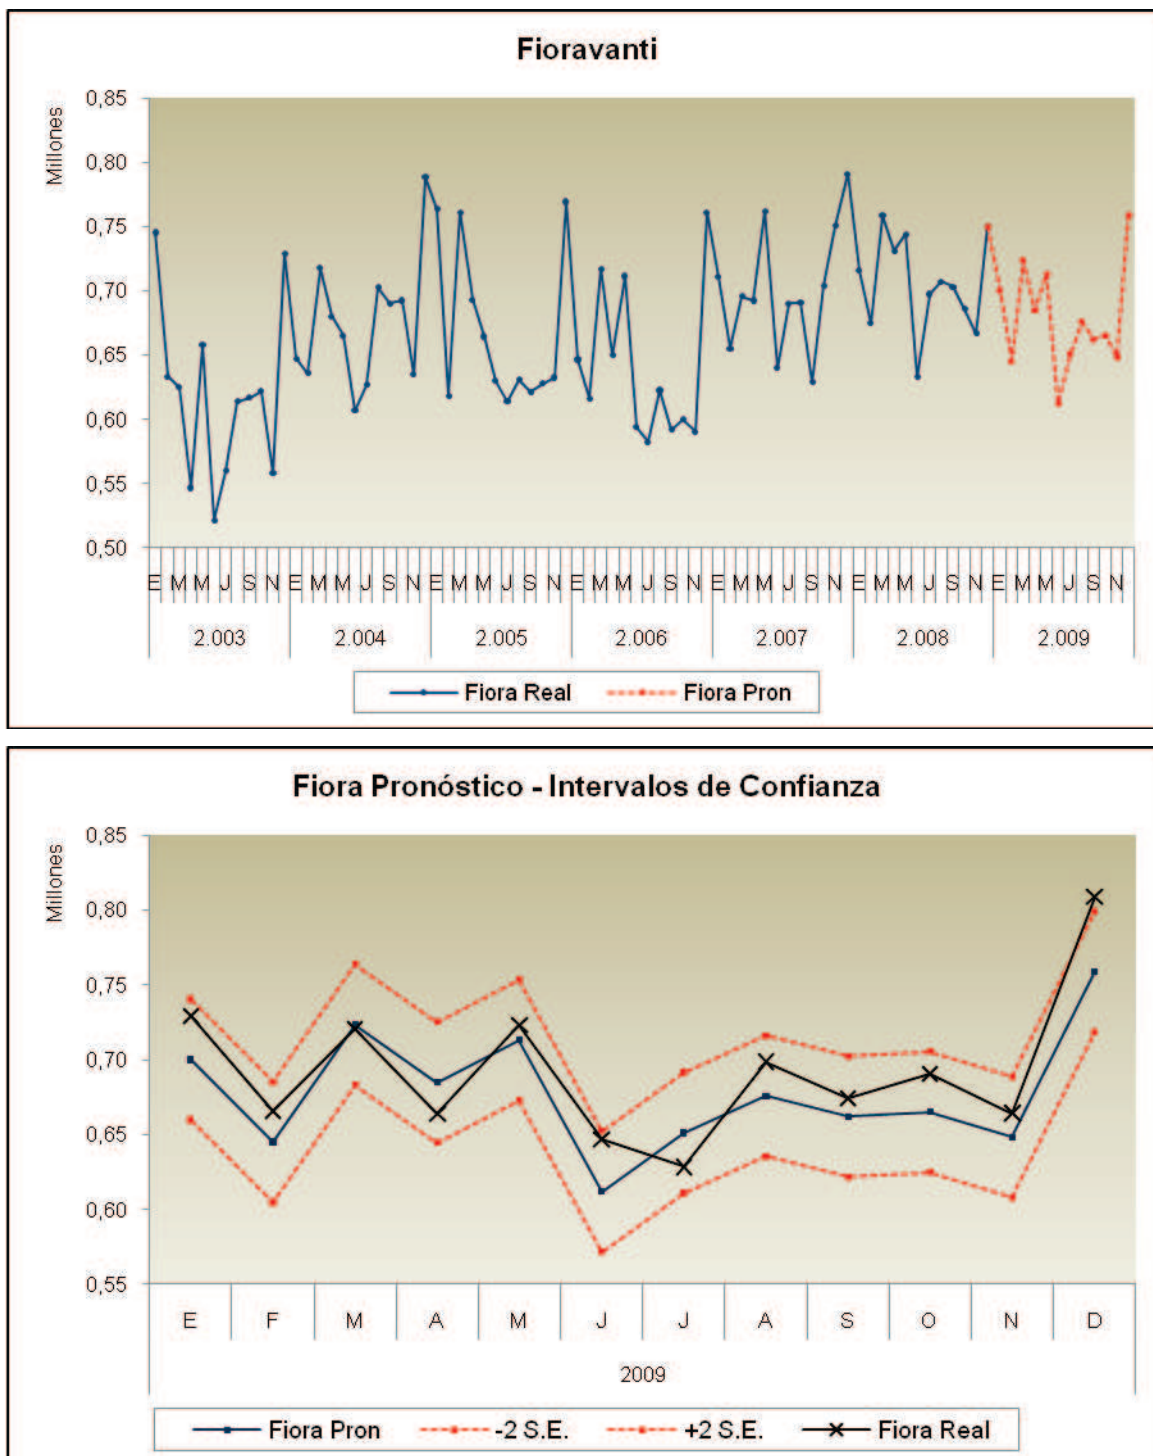 Fioravanti
Millones
0,85
0,80
0,75
0,70
0,65
0,60
0,55
0,50
E M M J S N E M M J S N E M M J S N E M M J S N E M M J S N E M M J S N E M M J S N
2.003 2.004 2.005 2.006 2.007 2.008 2.009
Fiora Real Fiora Pron
Fiora Pronóstico - Intervalos de Confianza
Millones
0,85
0,80
0,75
0,70
0,65
0,60
0,55
E F M A M J J A S O N D
2009
Fiora Pron -2 S.E. +2 S.E. Fiora Real